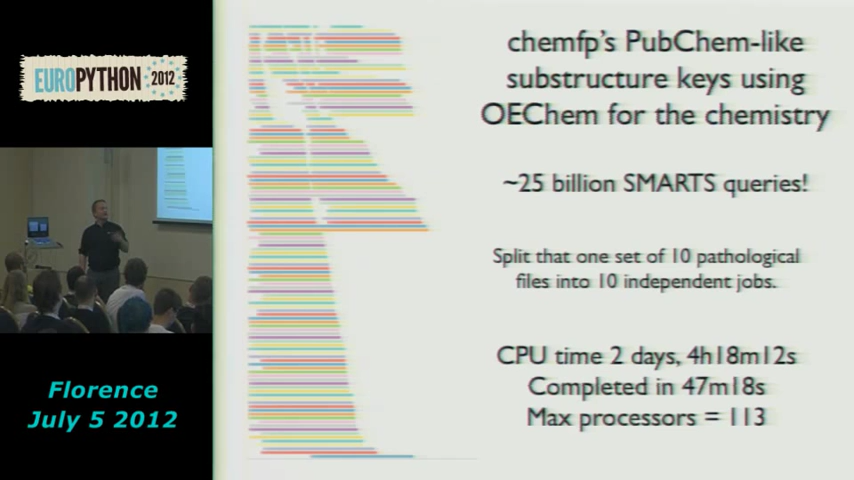 EUROPYTHON 2012
Florence
July 5 2012
chemfp's PubChem-like
substructure keys using
OEChem for the chemistry
~25 billion SMARTS queries!
Split that one set of 10 pathological
files into 10 independent jobs.
CPU time 2 days, 4h18m12s
Completed in 47m18s
Max processors = 113